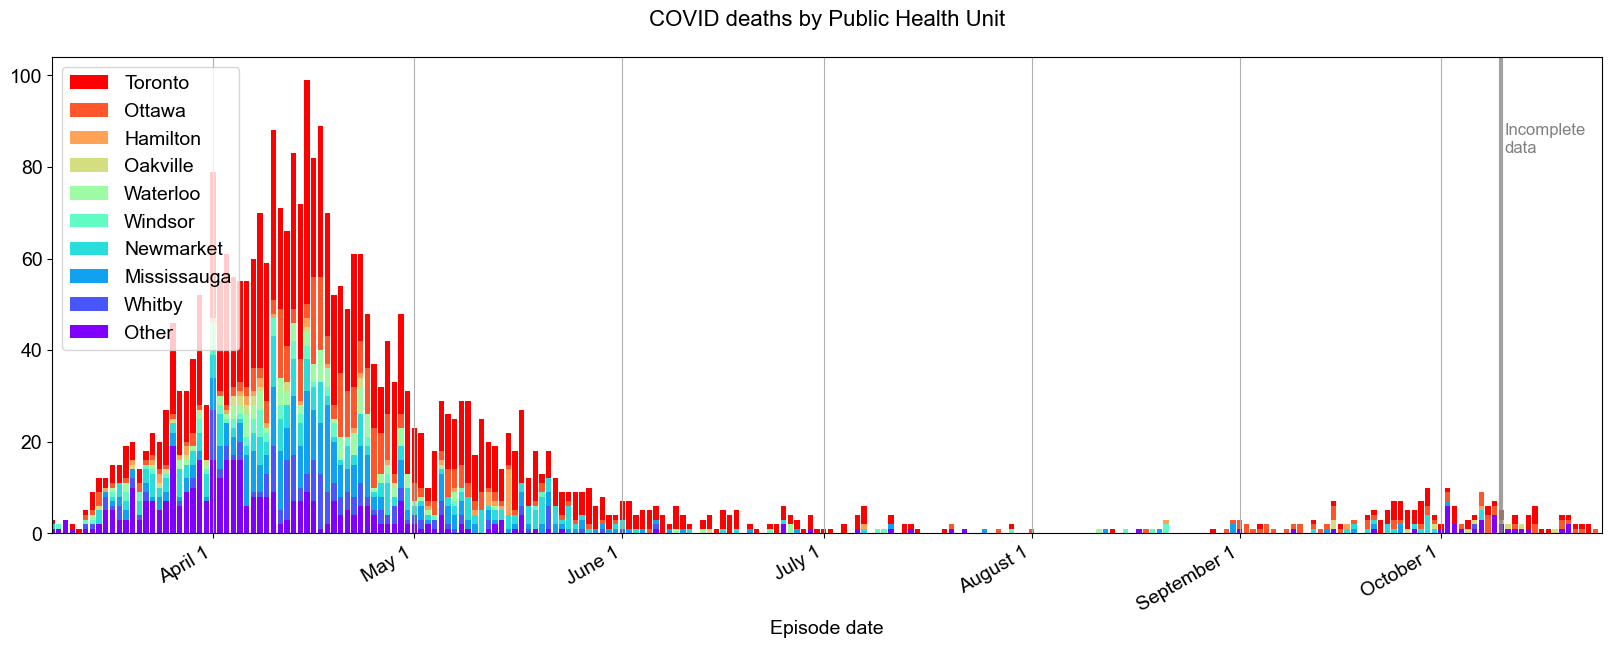 COVID deaths by Public Health Unit
100
80
60
40
20
0
Toronto
Ottawa
Hamilton
Oakville
Waterloo
Windsor
Newmarket
Mississauga
Whitby
Other
Incomplete
data
April 1
May 1
June 1
July 1
August 1
September 1
October 1
Episode date